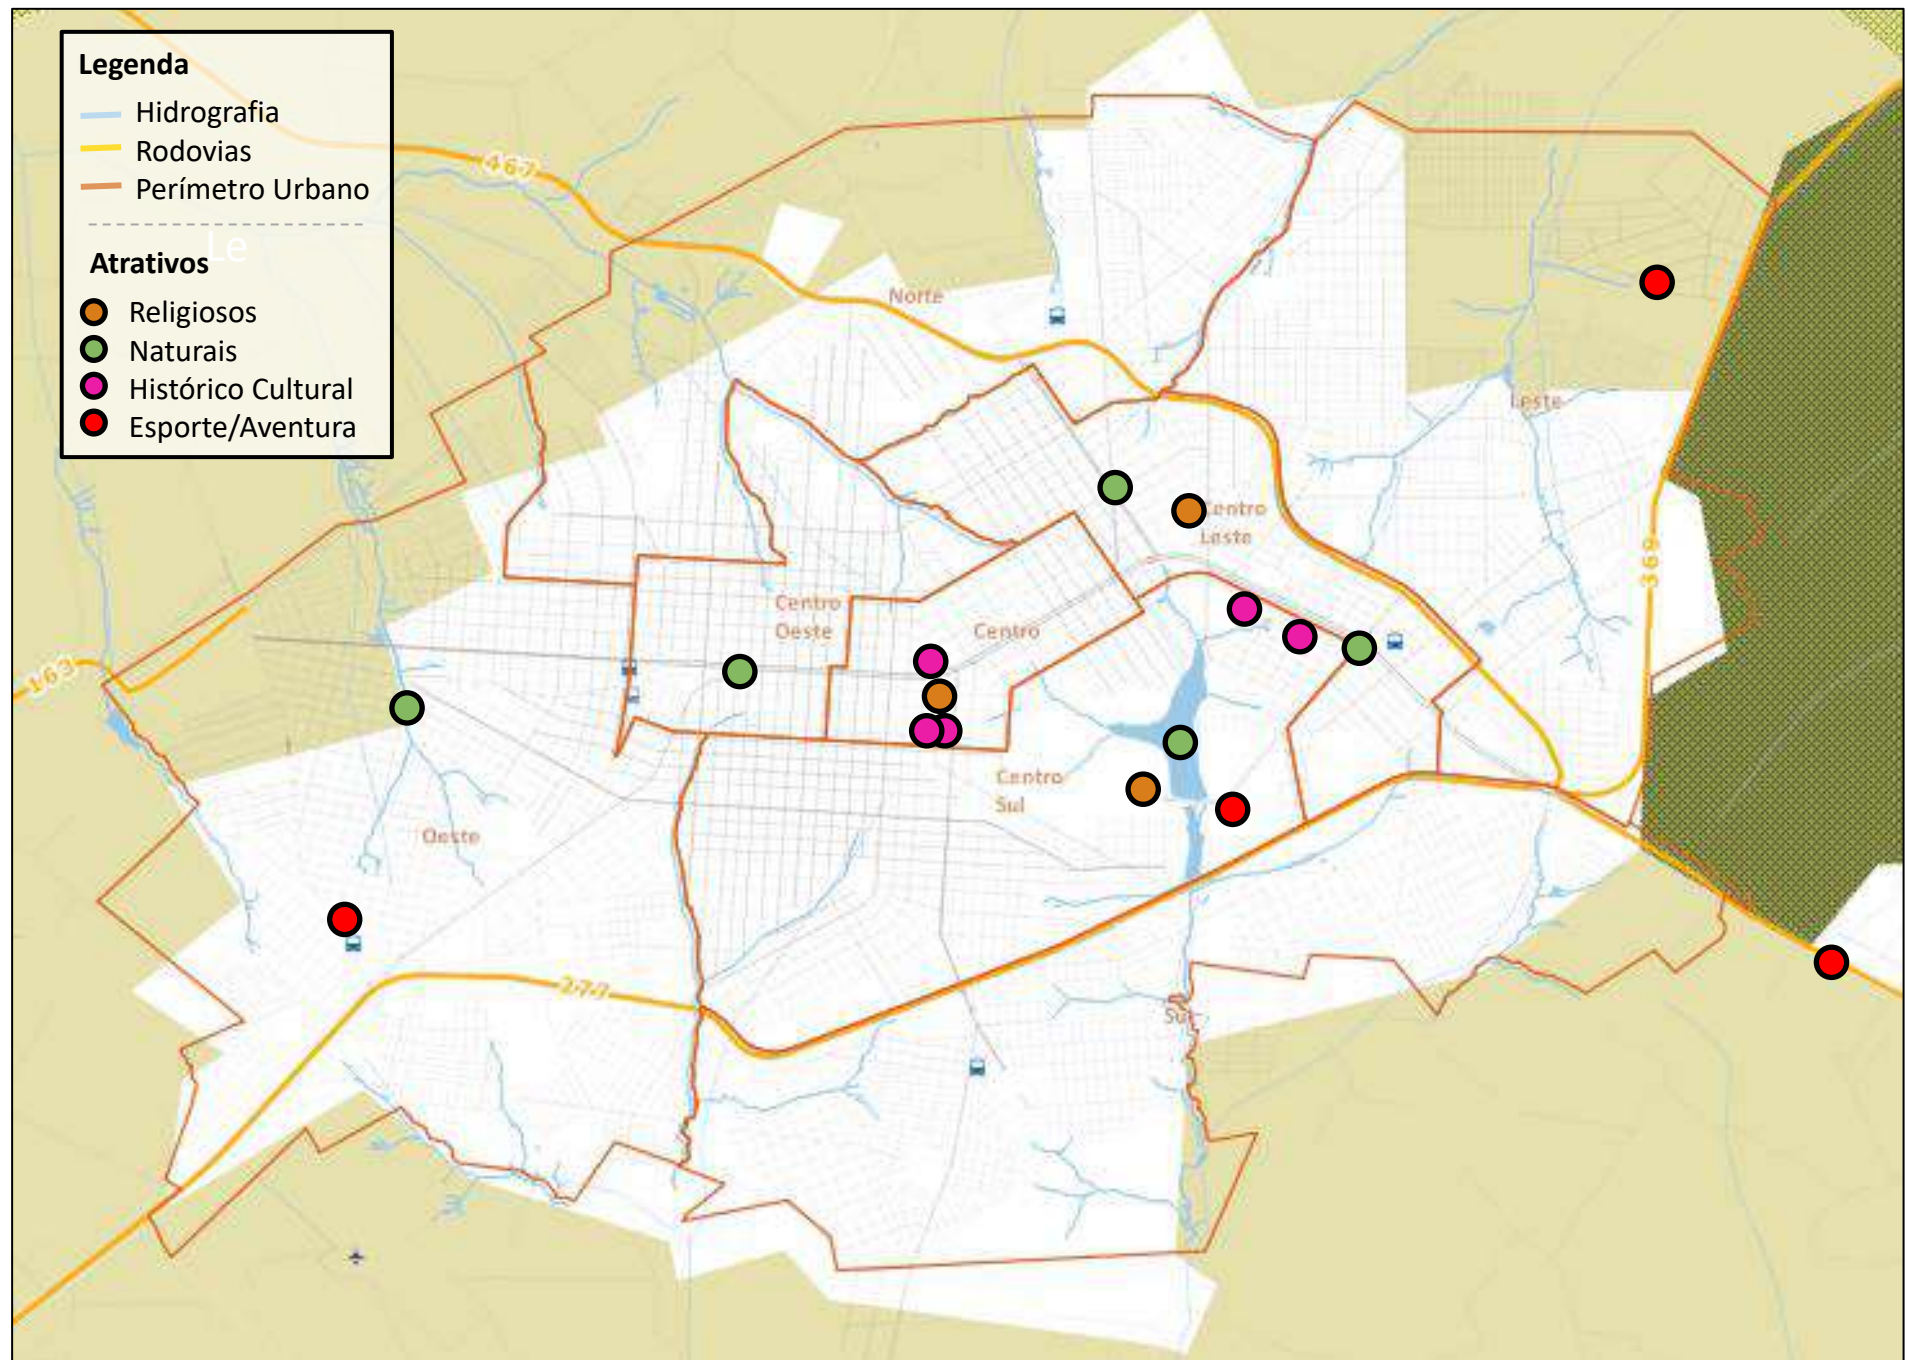 Legenda
Hidrografia
Rodovias
Perímetro Urbano
Le
Atrativos
Religiosos
Naturais
Histórico Cultural
Esporte/Aventura
467
Norte
Leste
Centro
Leste
369
Centro
Oeste
Centro
163
Centro
Sul
Oeste
277
Sul